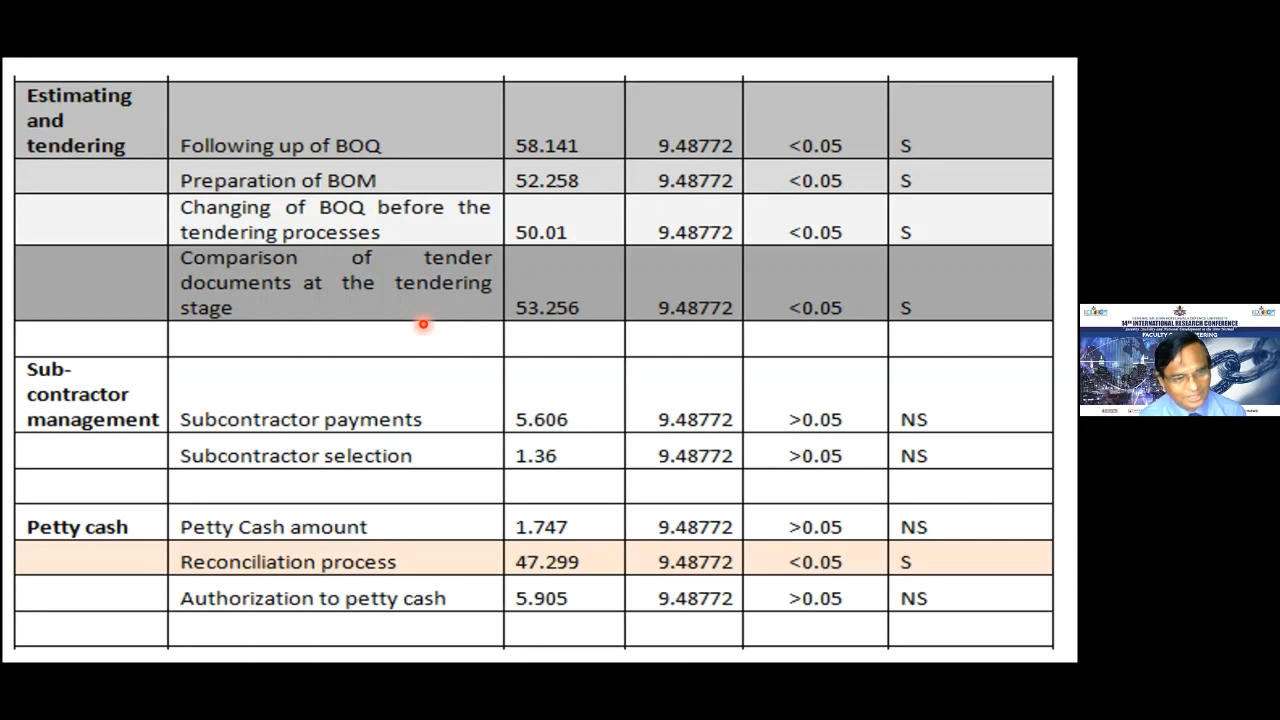 Estimating
and
tendering Following up of BOQ 58.141 9.48772 <0.05 S
Preparation of BOM 52.258 9.48772 <0.05 S
Changing of BOQ before the
tendering processes 50.01 9.48772 <0.05 S
Comparison of tender
documents at the tendering
stage 53.256 9.48772 <0.05 S
Sub-
contractor
management Subcontractor payments 5.606 9.48772 >0.05 NS
Subcontractor selection 1.36 9.48772 >0.05 NS
Petty cash Petty Cash amount 1.747 9.48772 >0.05 NS
Reconciliation process 47.299 9.48772 <0.05 S
Authorization to petty cash 5.905 9.48772 >0.05 NS
14TH INTERNATIONAL RESEARCH CONFERENCE